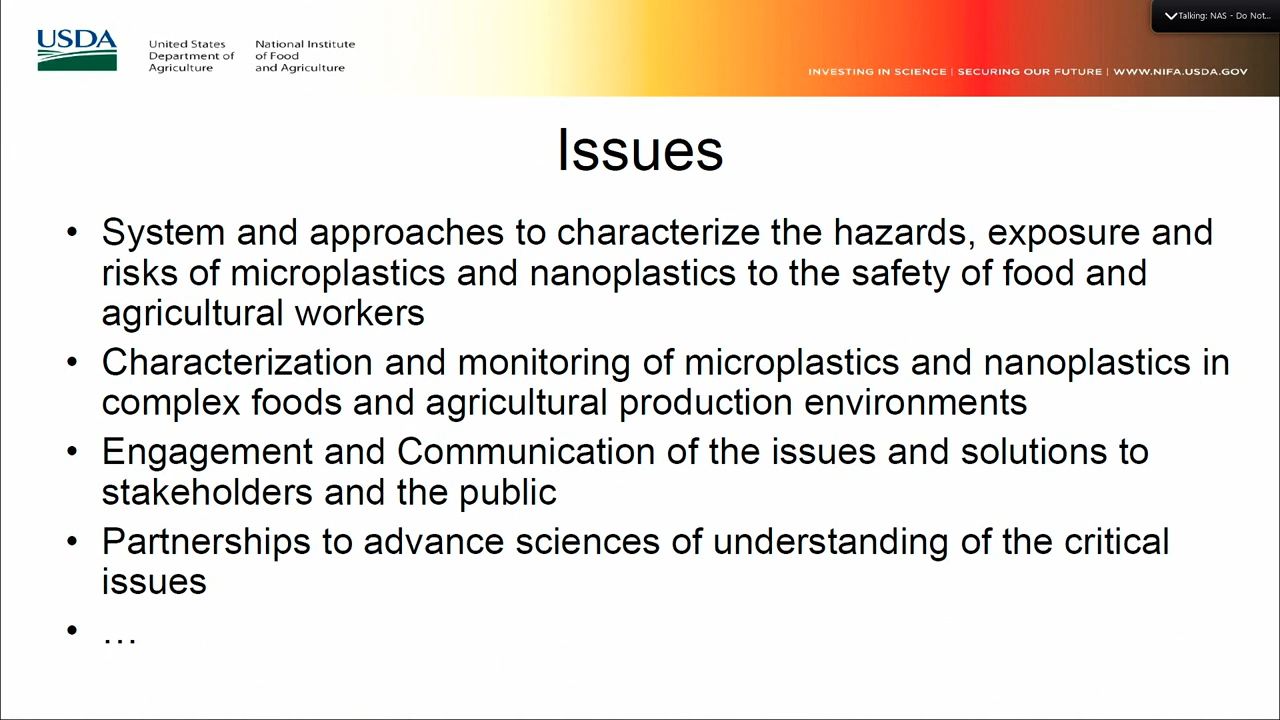 Talking: NAS - Do Not...
USDA
United States
Department of
Agriculture
National Institute
of Food
and Agriculture
INVESTING IN SCIENCE | SECURING OUR FUTURE | WWW.NIFA.USDA.GOV
Issues
• System and approaches to characterize the hazards, exposure and
risks of microplastics and nanoplastics to the safety of food and
agricultural workers
• Characterization and monitoring of microplastics and nanoplastics in
complex foods and agricultural production environments
• Engagement and Communication of the issues and solutions to
stakeholders and the public
• Partnerships to advance sciences of understanding of the critical
issues
• …